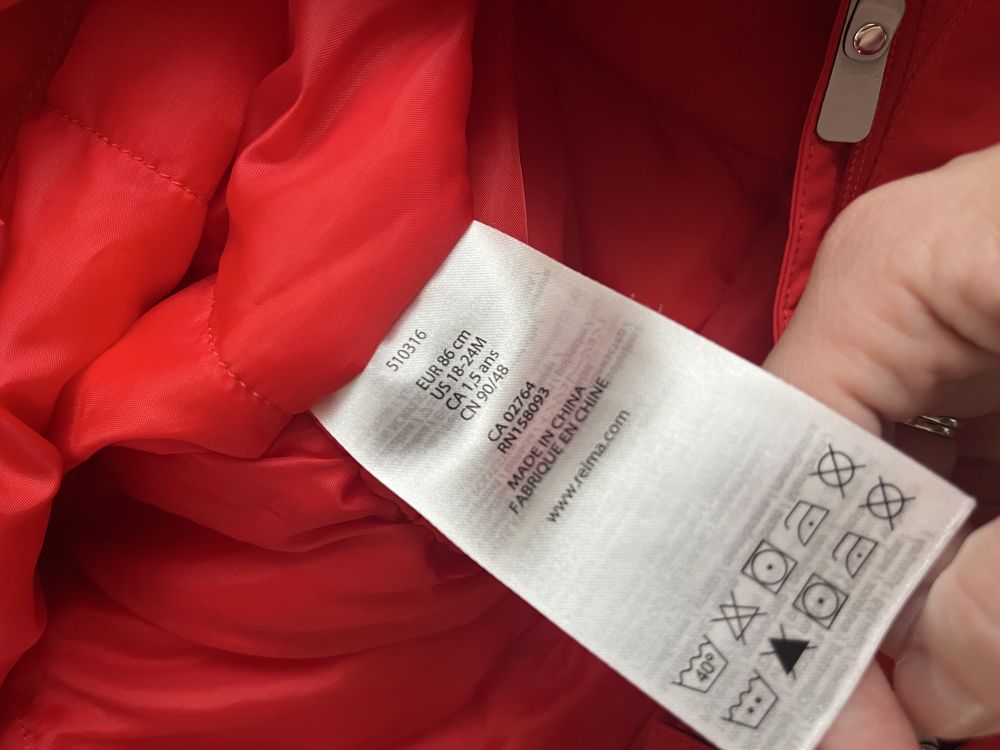 510316
EUR 86 cm
US 18-24M
CA 1,5 ans
CN 90/48
CA 02764
RN158093
MADE IN CHINA
FABRIQUE EN CHINE
www.reima.com
40°